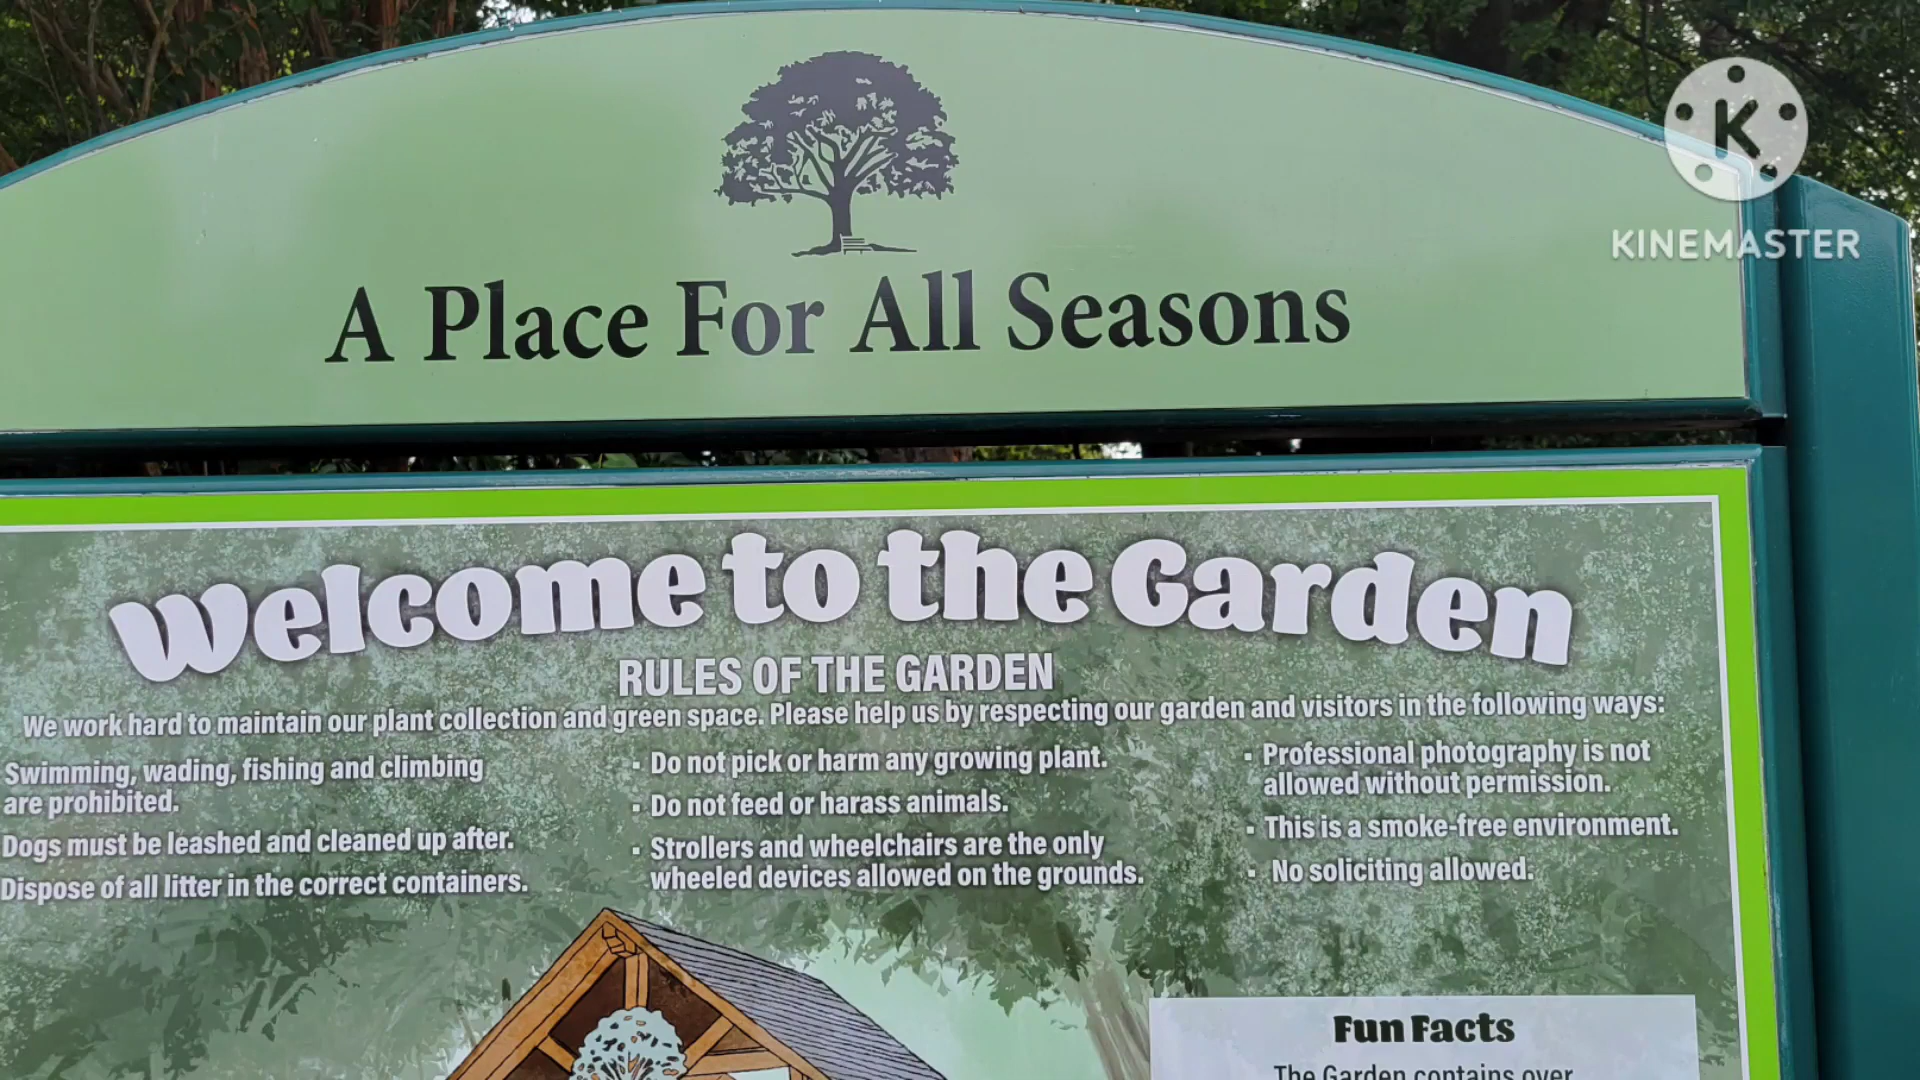 K
KINEMASTER
A Place For All Seasons
Welcome to the Garden
RULES OF THE GARDEN
We work hard to maintain our plant collection and green space. Please help us by respecting our garden and visitors in the following ways:
Swimming, wading, fishing and climbing
are prohibited.
Dogs must be leashed and cleaned up after.
Dispose of all litter in the correct containers.
▪ Do not pick or harm any growing plant.
▪ Do not feed or harass animals.
▪ Strollers and wheelchairs are the only
wheeled devices allowed on the grounds.
▪ Professional photography is not
allowed without permission.
▪ This is a smoke-free environment.
▪ No soliciting allowed.
Fun Facts
The Garden contains over